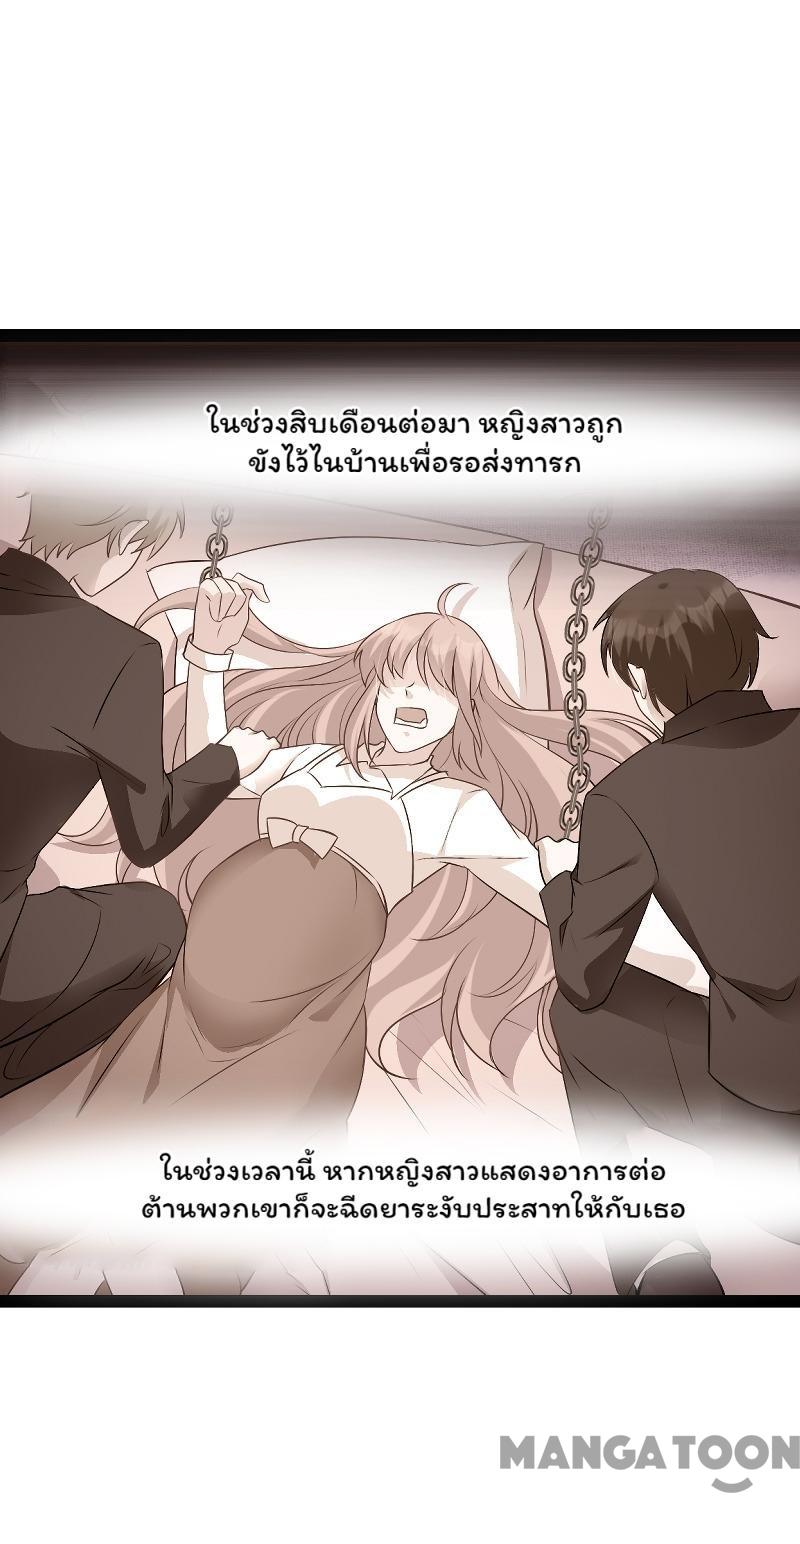 ในช่วงสิบเดือนต่อมา หญิงสาวถูก
ขังไว้ในบ้านเพื่อรอส่งทารก
ในช่วงเวลานี้ หากหญิงสาวแสดงอาการต่อ
ต้านพวกเขาก็จะฉีดยาระงับประสาทให้กับเธอ
MANGA TOON